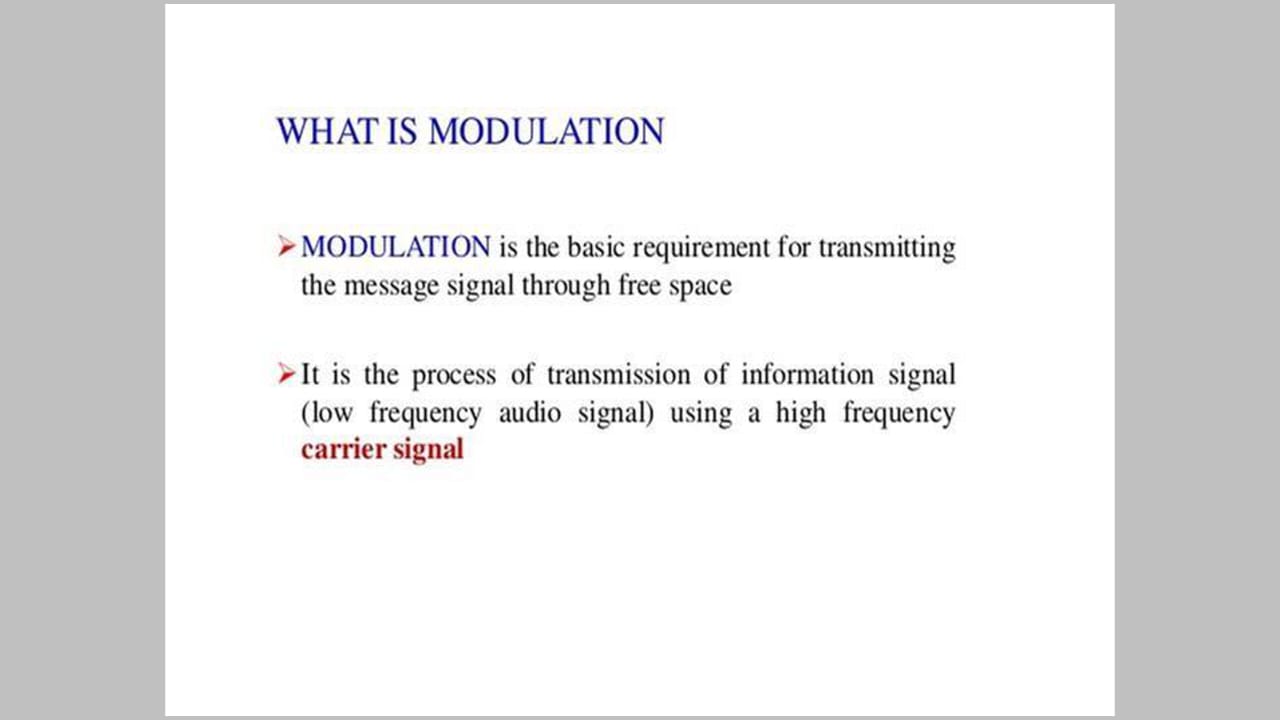 WHAT IS MODULATION
MODULATION is the basic requirement for transmitting
the message signal through free space
It is the process of transmission of information signal
(low frequency audio signal) using a high frequency
carrier signal